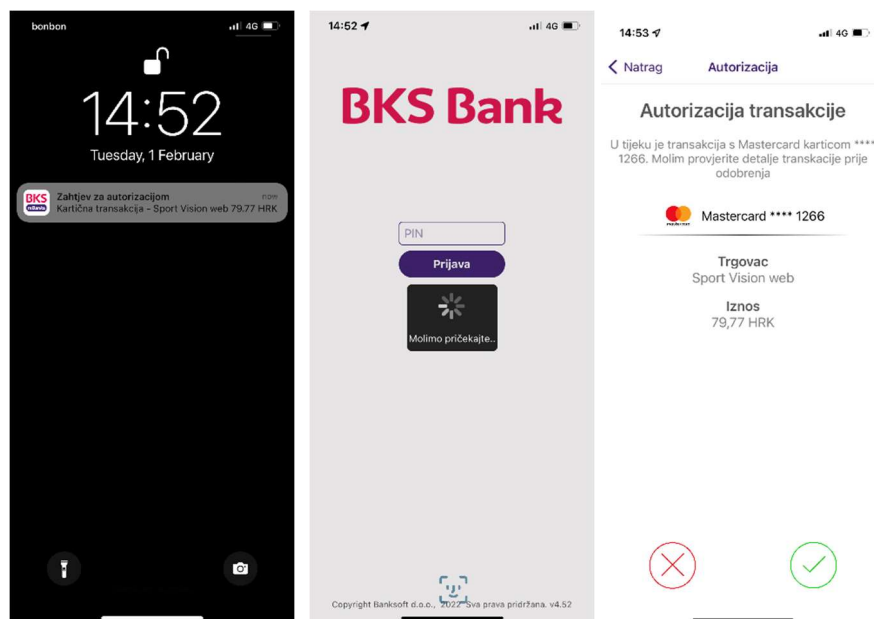 bonbon
4G
14:52
Tuesday, 1 February
BKS
Zahtjev za autorizacijom
now
Kartična transakcija - Sport Vision web 79.77 HRK
14:52
4G
BKS Bank
PIN
Prijava
Molimo pričekajte..
Copyright Banksoft d.o.o., 2022 Sva prava pridržana. v4.52
14:53
4G
Natrag
Autorizacija
Autorizacija transakcije
U tijeku je transakcija s Mastercard karticom ****
1266. Molim provjerite detalje transkacije prije
odobrenja
Mastercard **** 1266
Trgovac
Sport Vision web
Iznos
79,77 HRK